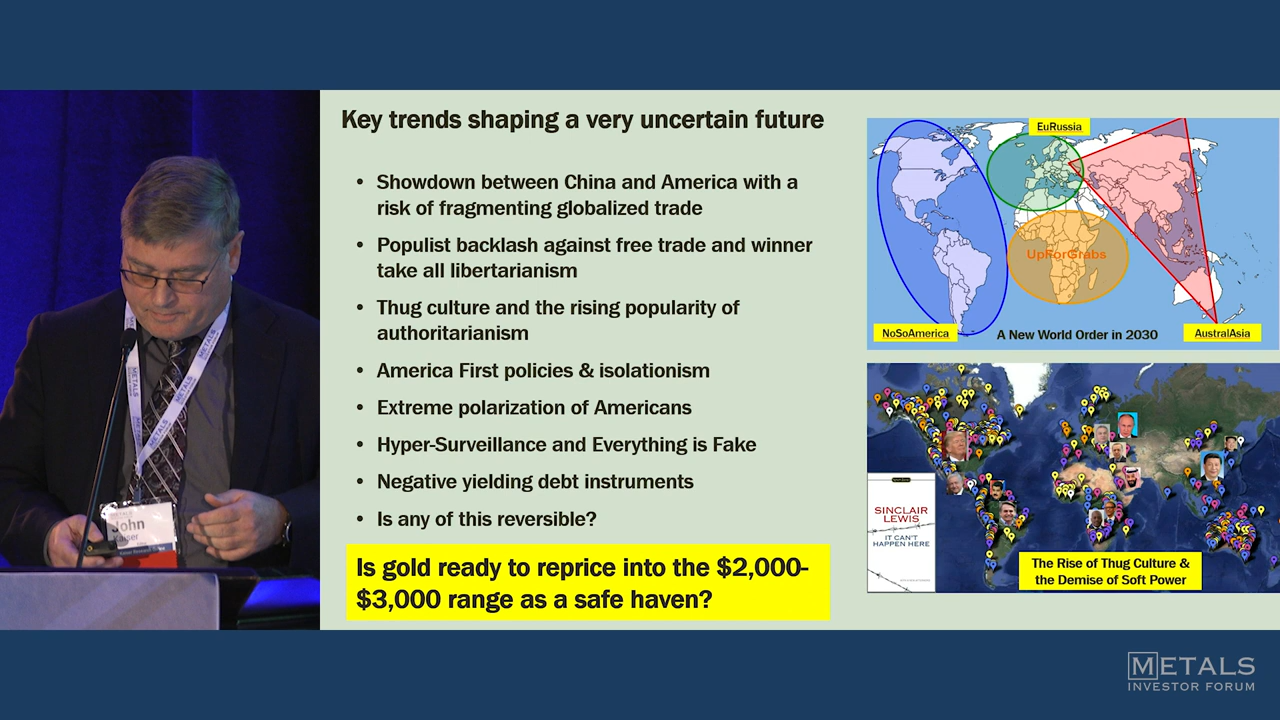 Key trends shaping a very uncertain future
• Showdown between China and America with a
risk of fragmenting globalized trade
• Populist backlash against free trade and winner
take all libertarianism
• Thug culture and the rising popularity of
authoritarianism
• America First policies & isolationism
• Extreme polarization of Americans
• Hyper-Surveillance and Everything is Fake
• Negative yielding debt instruments
• Is any of this reversible?
Is gold ready to reprice into the $2,000-
$3,000 range as a safe haven?
EuRussia
UpForGrabs
NoSoAmerica
A New World Order in 2030
AustralAsia
SINCLAIR
LEWIS
IT CAN'T
HAPPEN HERE
The Rise of Thug Culture &
the Demise of Soft Power
METALS
METALS
John
Kaiser
METALS
INVESTOR FORUM